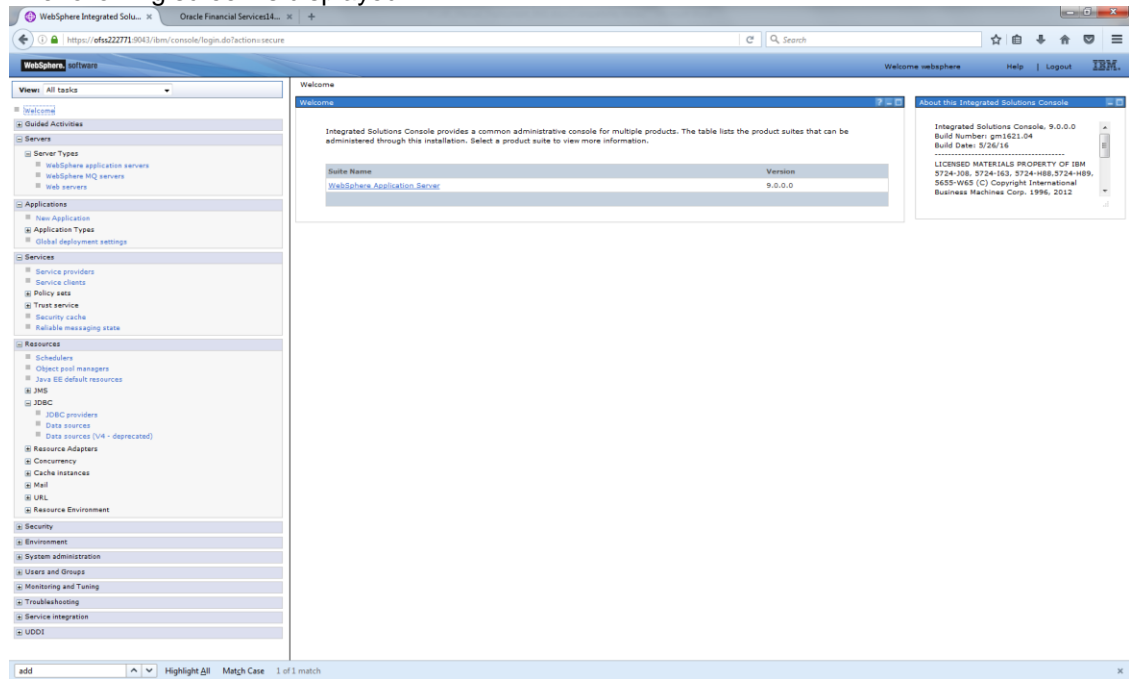 WebSphere Integrated Solu... × Oracle Financial Services14... × +
https://ofss222771:9043/ibm/console/login.do?action=secure Search
WebSphere. software Welcome websphere Help | Logout IBM.
View: All tasks
Welcome
Guided Activities
Servers
Server Types
WebSphere application servers
WebSphere MQ servers
Web servers
Applications
New Application
Application Types
Global deployment settings
Services
Service providers
Service clients
Policy sets
Trust service
Security cache
Reliable messaging state
Resources
Schedulers
Object pool managers
Java EE default resources
JMS
JDBC
JDBC providers
Data sources
Data sources (V4 - deprecated)
Resource Adapters
Concurrency
Cache instances
Mail
URL
Resource Environment
Security
Environment
System administration
Users and Groups
Monitoring and Tuning
Troubleshooting
Service integration
UDDI
Welcome
Welcome
Integrated Solutions Console provides a common administrative console for multiple products. The table lists the product suites that can be
administered through this installation. Select a product suite to view more information.
Suite Name Version
WebSphere Application Server 9.0.0.0
About this Integrated Solutions Console
Integrated Solutions Console, 9.0.0.0
Build Number: gm1621.04
Build Date: 5/26/16
----------------------------------
LICENSED MATERIALS PROPERTY OF IBM
5724-J08, 5724-I63, 5724-H88,5724-H89,
5655-W65 (C) Copyright International
Business Machines Corp. 1996, 2012
add Highlight All Match Case 1 of 1 match ×